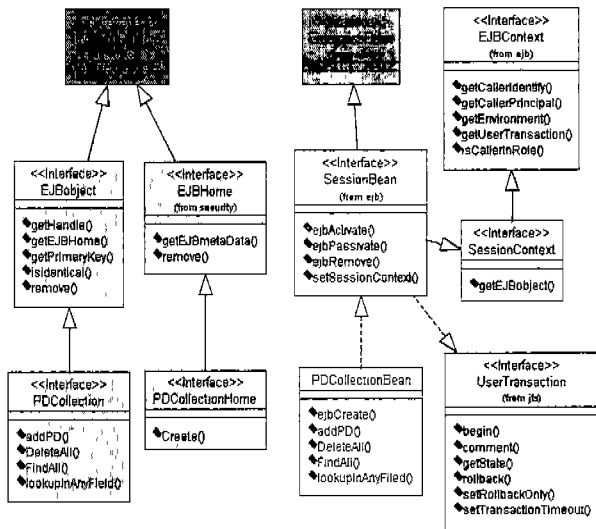 <<Interface>>
EJBContext
(from ejb)
getCallerIdentify()
getCallerPrincipal()
getEnvironment()
getUserTransaction()
isCallerInRole()
<<Interface>>
EJBobject
getHandle()
getEJBHome()
getPrimaryKey()
isIdentical()
remove()
<<Interface>>
EJBHome
(from security)
getEJBmetaData()
remove()
<<Interface>>
SessionBean
(from ejb)
ejbActivate()
ejbPassivate()
ejbRemove()
setSessionContext()
<<Interface>>
SessionContext
getEJBobject()
<<Interface>>
PDCollection
addPD()
DeleteAll()
FindAll()
lookupInAnyField()
<<Interface>>
PDCollectionHome
Create()
PDCollectionBean
ejbCreate()
addPD()
DeleteAll()
FindAll()
lookupInAnyFiled()
<<Interface>>
UserTransaction
(from jts)
begin()
comment()
getState()
rollback()
setRollbackOnly()
setTransactionTimeout()